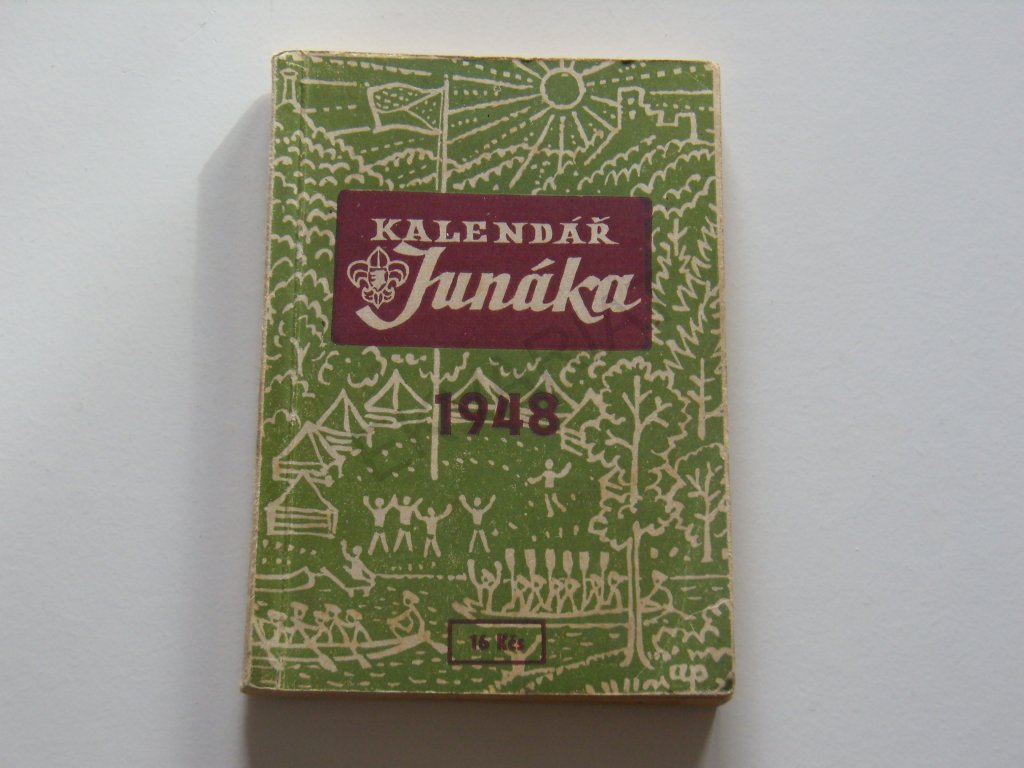 KALENDÁŘ
Junáka
1948
16 Kčs